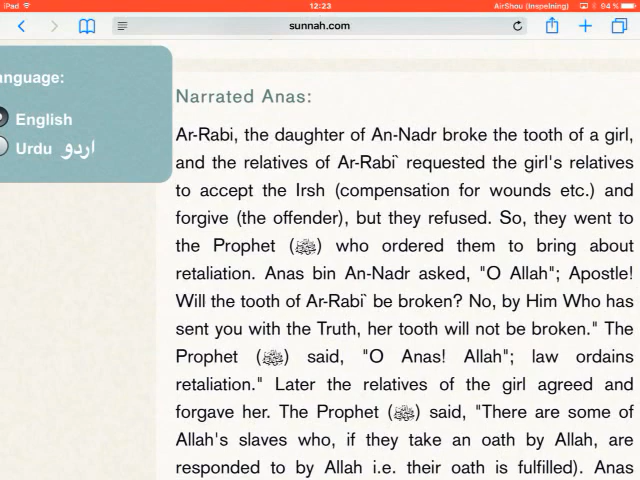 iPad 12:23 AirShou (Inspelning) 94 %
sunnah.com
anguage:
English
Urdu اردو
Narrated Anas:
Ar-Rabi, the daughter of An-Nadr broke the tooth of a girl,
and the relatives of Ar-Rabi` requested the girl's relatives
to accept the Irsh (compensation for wounds etc.) and
forgive (the offender), but they refused. So, they went to
the Prophet (ﷺ) who ordered them to bring about
retaliation. Anas bin An-Nadr asked, "O Allah"; Apostle!
Will the tooth of Ar-Rabi` be broken? No, by Him Who has
sent you with the Truth, her tooth will not be broken." The
Prophet (ﷺ) said, "O Anas! Allah"; law ordains
retaliation." Later the relatives of the girl agreed and
forgave her. The Prophet (ﷺ) said, "There are some of
Allah's slaves who, if they take an oath by Allah, are
responded to by Allah i.e. their oath is fulfilled). Anas